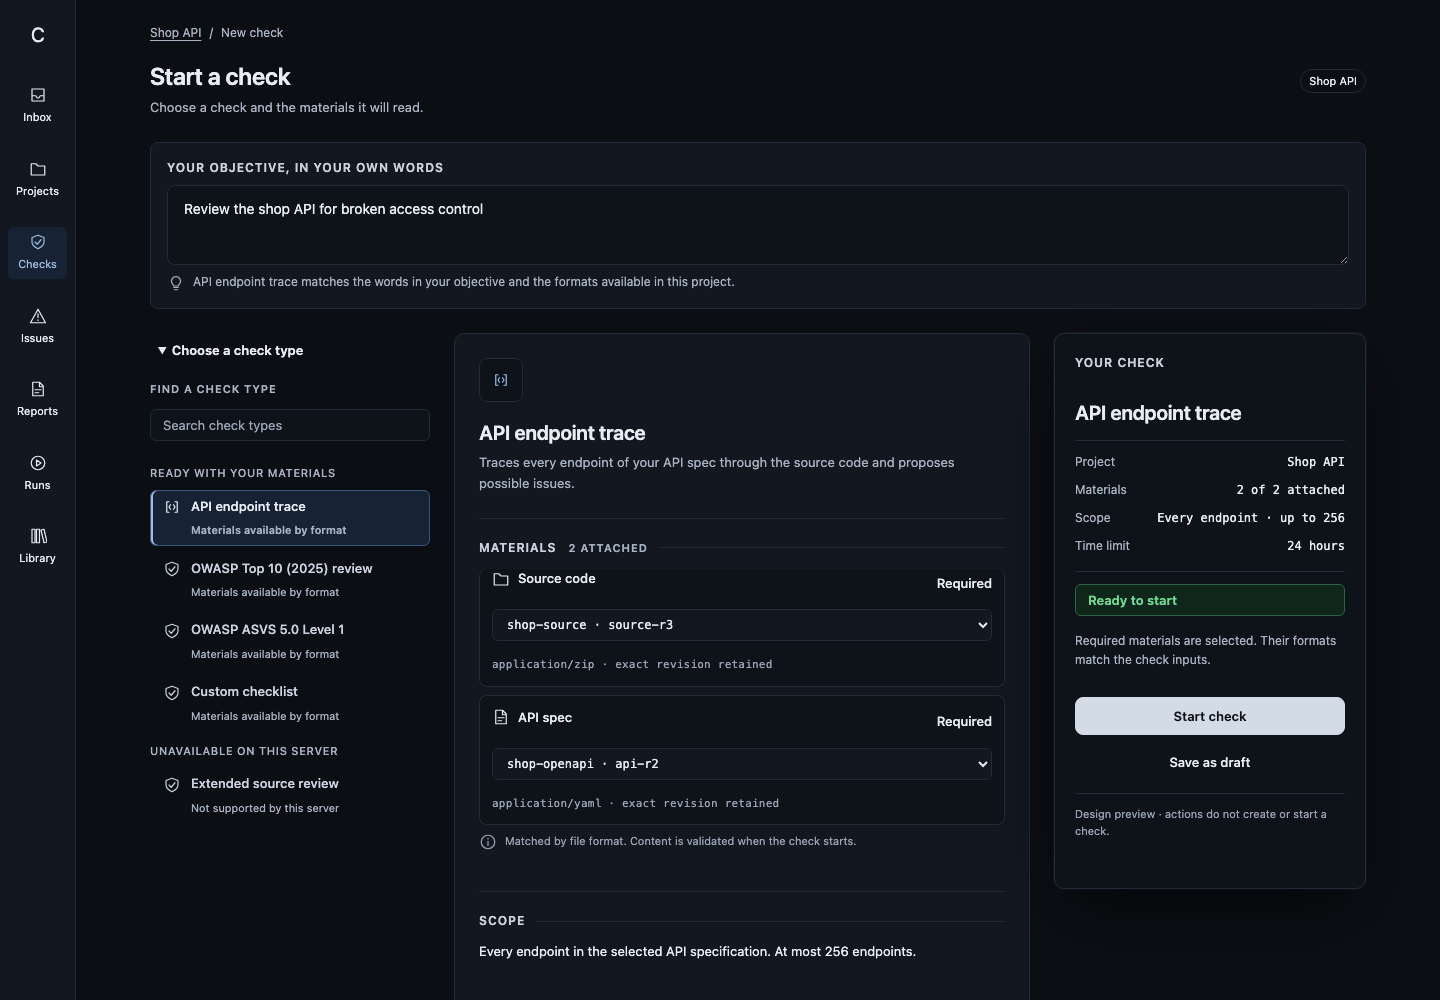 C
Inbox
Projects
Checks
Issues
Reports
Runs
Library
Shop API / New check
Start a check
Choose a check and the materials it will read.
Shop API
YOUR OBJECTIVE, IN YOUR OWN WORDS
Review the shop API for broken access control
API endpoint trace matches the words in your objective and the formats available in this project.
▼ Choose a check type
FIND A CHECK TYPE
Search check types
READY WITH YOUR MATERIALS
API endpoint trace
Materials available by format
OWASP Top 10 (2025) review
Materials available by format
OWASP ASVS 5.0 Level 1
Materials available by format
Custom checklist
Materials available by format
UNAVAILABLE ON THIS SERVER
Extended source review
Not supported by this server
API endpoint trace
Traces every endpoint of your API spec through the source code and proposes
possible issues.
MATERIALS 2 ATTACHED
Source code
Required
shop-source · source-r3
application/zip · exact revision retained
API spec
Required
shop-openapi · api-r2
application/yaml · exact revision retained
Matched by file format. Content is validated when the check starts.
SCOPE
Every endpoint in the selected API specification. At most 256 endpoints.
YOUR CHECK
API endpoint trace
Project Shop API
Materials 2 of 2 attached
Scope Every endpoint · up to 256
Time limit 24 hours
Ready to start
Required materials are selected. Their formats
match the check inputs.
Start check
Save as draft
Design preview · actions do not create or start a
check.